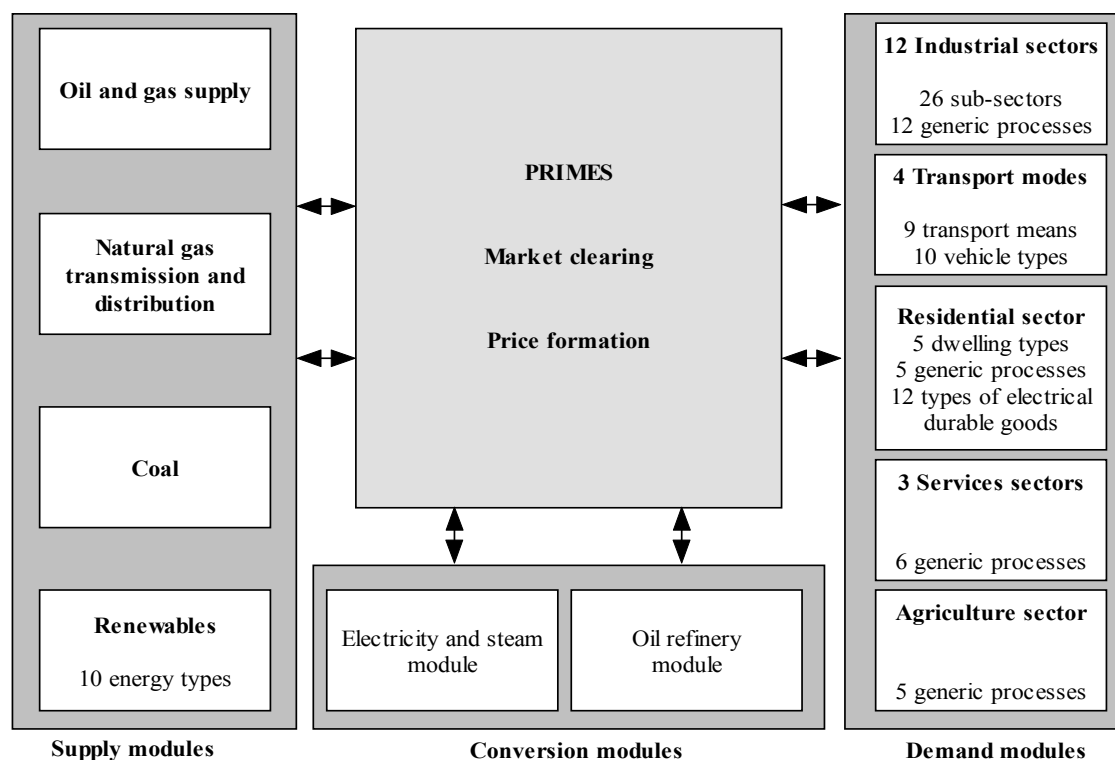 Oil and gas supply
Natural gas
transmission and
distribution
Coal
Renewables
10 energy types
Supply modules
PRIMES
Market clearing
Price formation
Electricity and steam
module
Oil refinery
module
Conversion modules
12 Industrial sectors
26 sub-sectors
12 generic processes
4 Transport modes
9 transport means
10 vehicle types
Residential sector
5 dwelling types
5 generic processes
12 types of electrical
durable goods
3 Services sectors
6 generic processes
Agriculture sector
5 generic processes
Demand modules